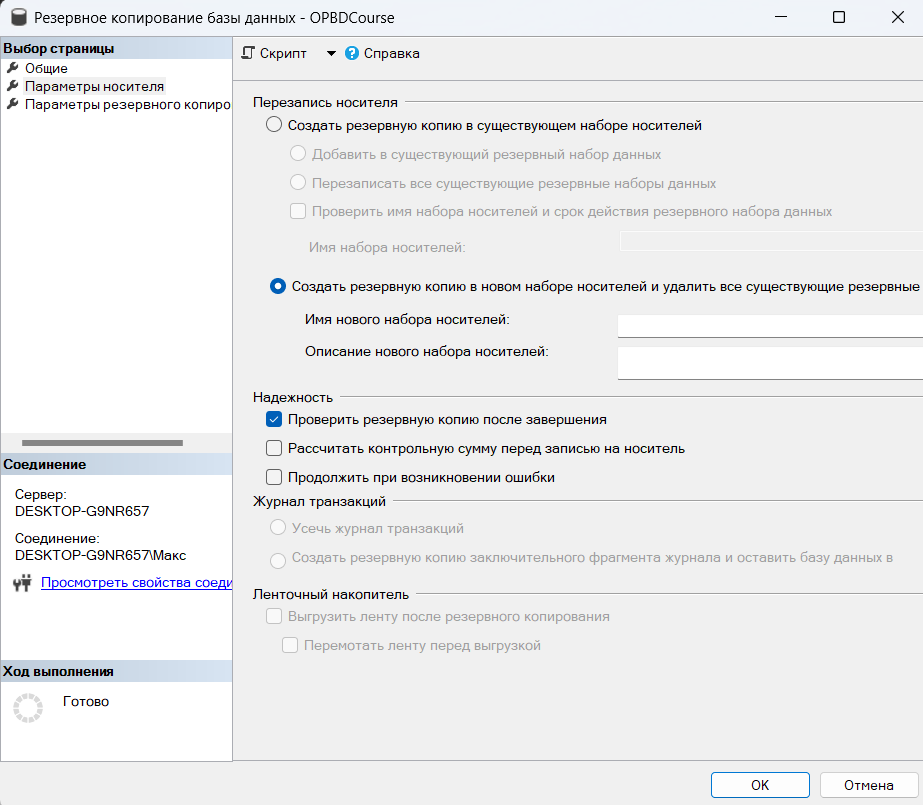 Резервное копирование базы данных - OPBDCourse
Выбор страницы
Общие
Параметры носителя
Параметры резервного копиро
Скрипт
Справка
Перезапись носителя
Создать резервную копию в существующем наборе носителей
Добавить в существующий резервный набор данных
Перезаписать все существующие резервные наборы данных
Проверить имя набора носителей и срок действия резервного набора данных
Имя набора носителей:
Создать резервную копию в новом наборе носителей и удалить все существующие резервные
Имя нового набора носителей:
Описание нового набора носителей:
Надежность
Проверить резервную копию после завершения
Рассчитать контрольную сумму перед записью на носитель
Продолжить при возникновении ошибки
Журнал транзакций
Усечь журнал транзакций
Создать резервную копию заключительного фрагмента журнала и оставить базу данных в
Ленточный накопитель
Выгрузить ленту после резервного копирования
Перемотать ленту перед выгрузкой
Соединение
Сервер:
DESKTOP-G9NR657
Соединение:
DESKTOP-G9NR657\Макс
Просмотреть свойства соеди
Ход выполнения
Готово
OK
Отмена